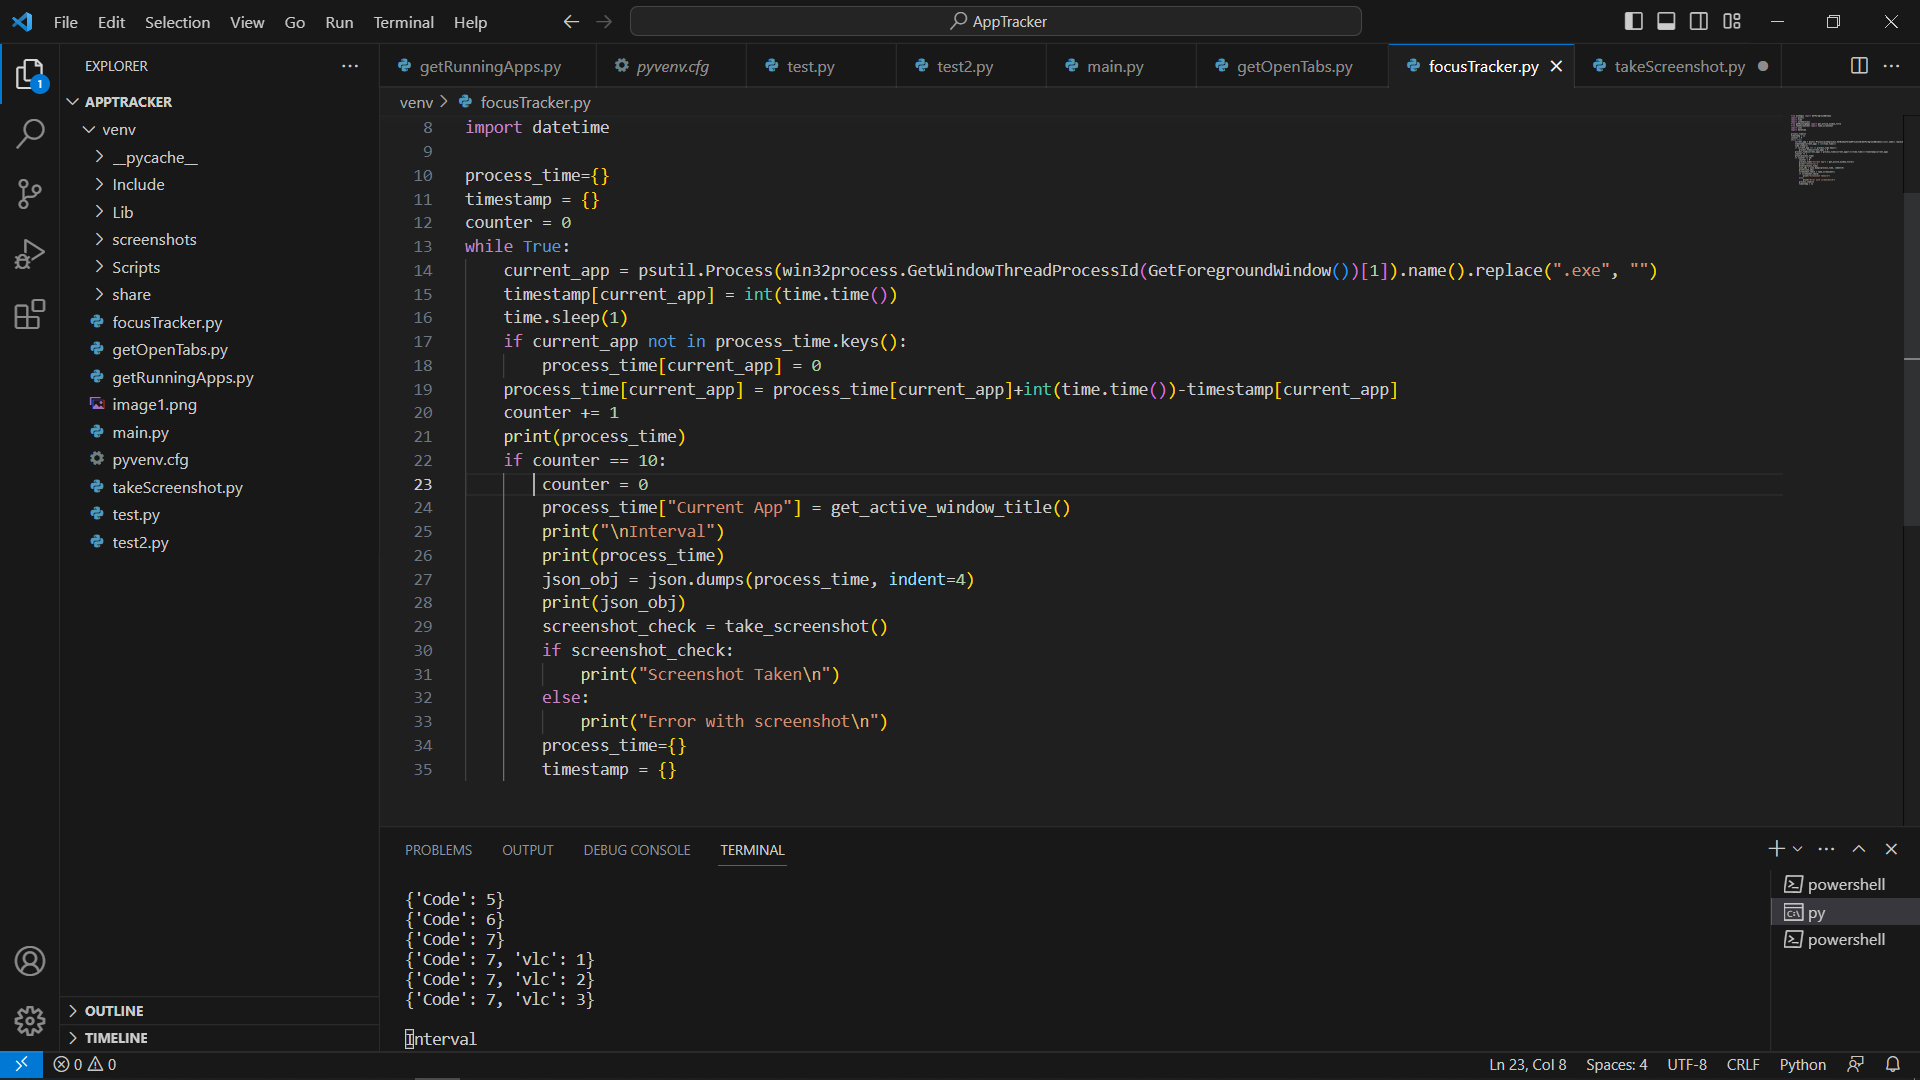 File Edit Selection View Go Run Terminal Help
AppTracker
EXPLORER
APPTRACKER
venv
__pycache__
Include
Lib
screenshots
Scripts
share
focusTracker.py
getOpenTabs.py
getRunningApps.py
image1.png
main.py
pyvenv.cfg
takeScreenshot.py
test.py
test2.py
OUTLINE
TIMELINE
getRunningApps.py pyvenv.cfg test.py test2.py main.py getOpenTabs.py focusTracker.py takeScreenshot.py
venv > focusTracker.py
8 import datetime
9
10 process_time={}
11 timestamp = {}
12 counter = 0
13 while True:
14 current_app = psutil.Process(win32process.GetWindowThreadProcessId(GetForegroundWindow())[1]).name().replace(".exe", "")
15 timestamp[current_app] = int(time.time())
16 time.sleep(1)
17 if current_app not in process_time.keys():
18 process_time[current_app] = 0
19 process_time[current_app] = process_time[current_app]+int(time.time())-timestamp[current_app]
20 counter += 1
21 print(process_time)
22 if counter == 10:
23 counter = 0
24 process_time["Current App"] = get_active_window_title()
25 print("\nInterval")
26 print(process_time)
27 json_obj = json.dumps(process_time, indent=4)
28 print(json_obj)
29 screenshot_check = take_screenshot()
30 if screenshot_check:
31 print("Screenshot Taken\n")
32 else:
33 print("Error with screenshot\n")
34 process_time={}
35 timestamp = {}
PROBLEMS OUTPUT DEBUG CONSOLE TERMINAL
{'Code': 5}
{'Code': 6}
{'Code': 7}
{'Code': 7, 'vlc': 1}
{'Code': 7, 'vlc': 2}
{'Code': 7, 'vlc': 3}
Interval
powershell
py
powershell
1
0 0
Ln 23, Col 8 Spaces: 4 UTF-8 CRLF Python